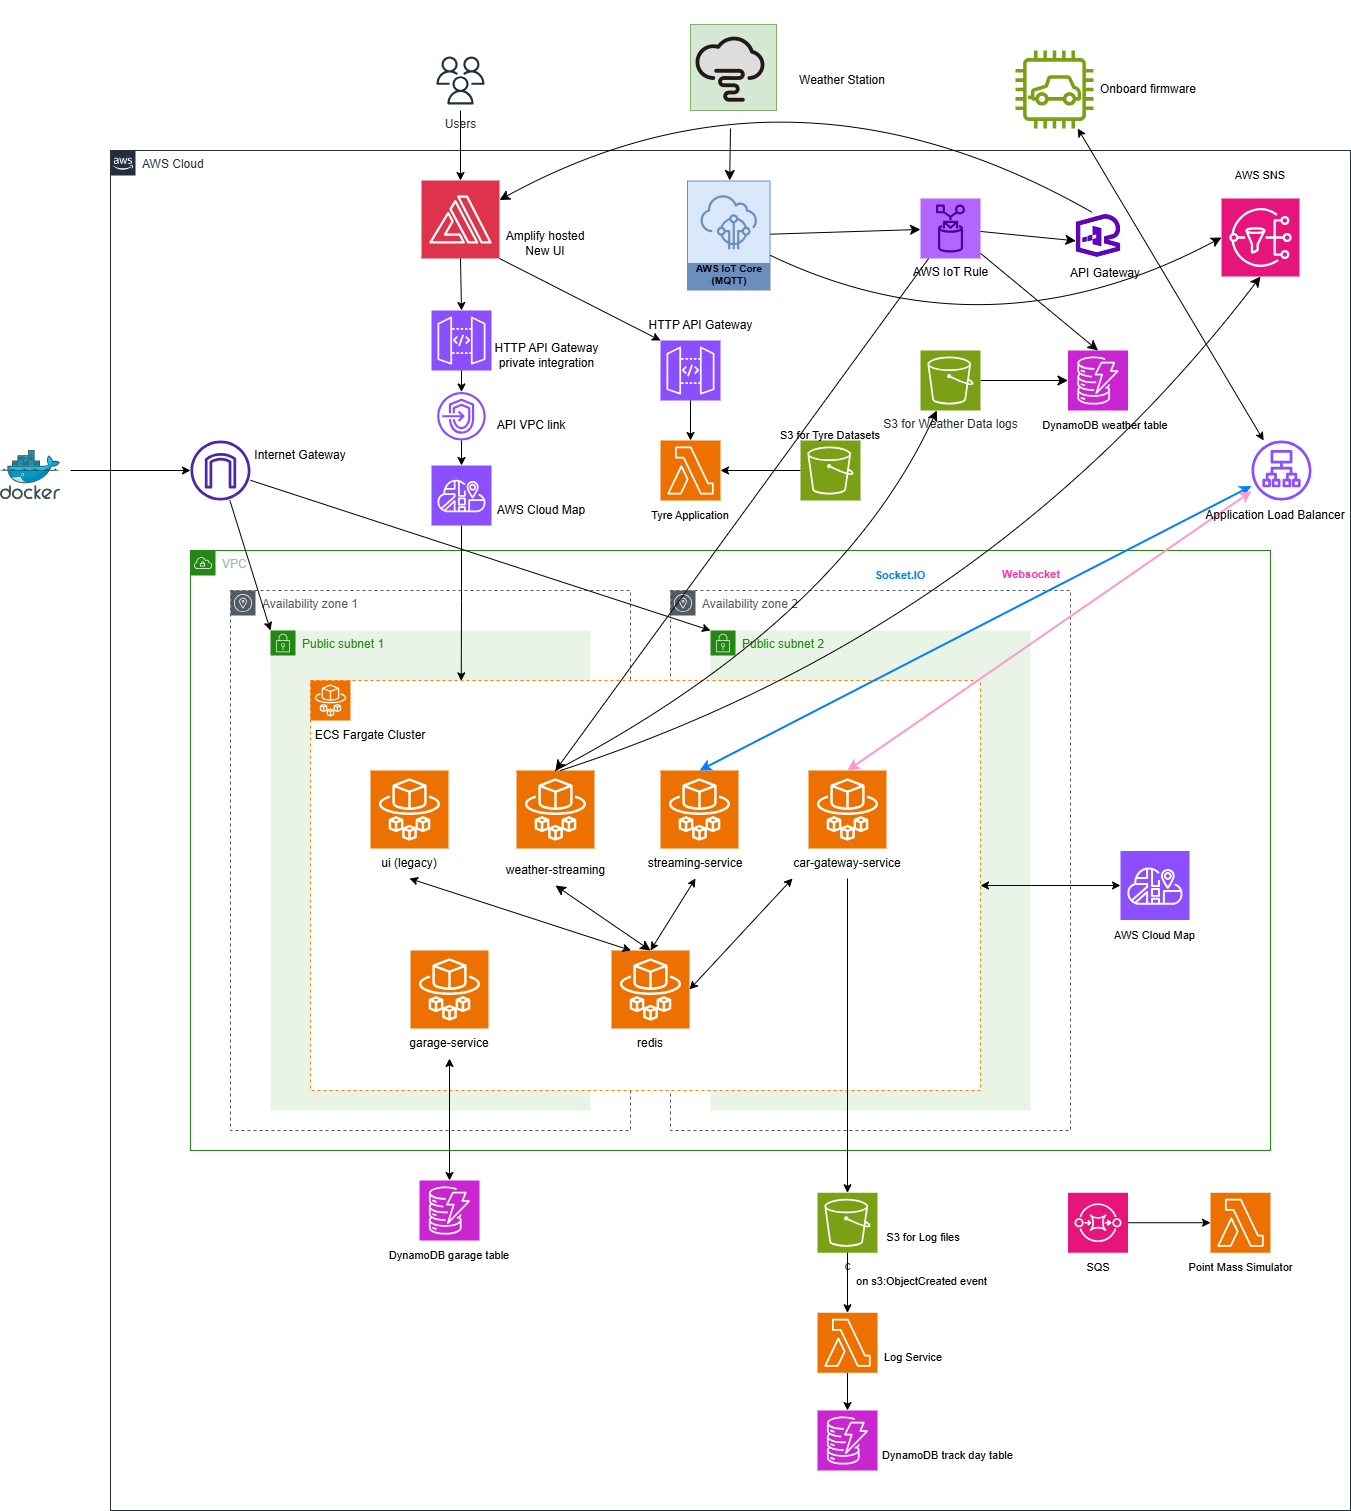 Weather Station
Onboard firmware
Users
aws
AWS Cloud
AWS SNS
Amplify hosted
New UI
AWS IoT Core
(MQTT)
AWS IoT Rule
API Gateway
HTTP API Gateway
HTTP API Gateway
private integration
S3 for Weather Data logs
DynamoDB weather table
API VPC link
S3 for Tyre Datasets
Internet Gateway
docker
AWS Cloud Map
Tyre Application
Application Load Balancer
VPC
Socket.IO
Websocket
Availability zone 1
Availability zone 2
Public subnet 1
Public subnet 2
ECS Fargate Cluster
ui (legacy)
weather-streaming
streaming-service
car-gateway-service
AWS Cloud Map
garage-service
redis
DynamoDB garage table
S3 for Log files
c
on s3:ObjectCreated event
SQS
Point Mass Simulator
Log Service
DynamoDB track day table